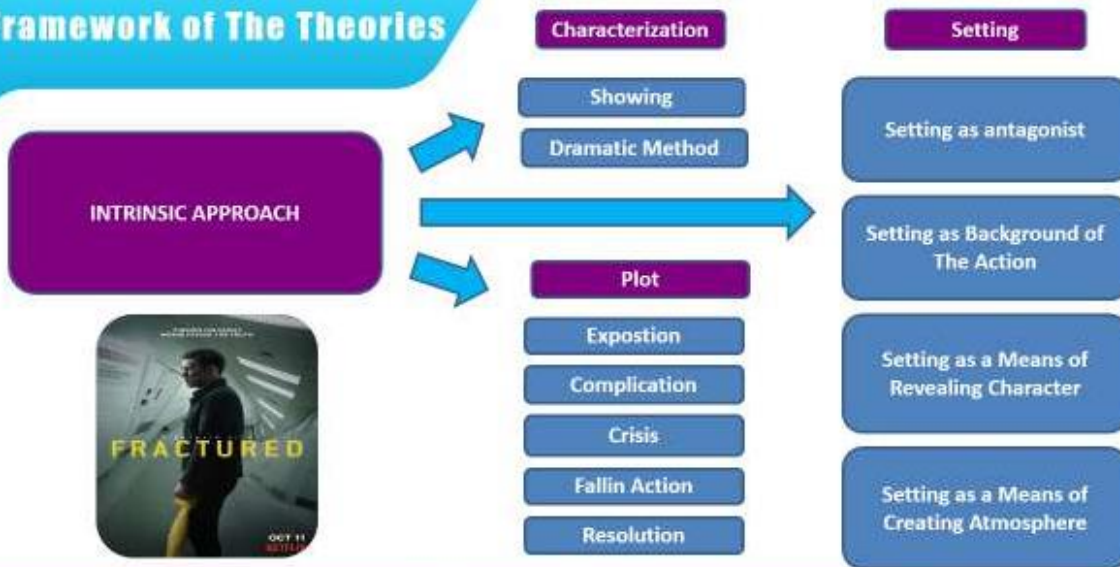 ramework of The Theories
INTRINSIC APPROACH
FRACTURED
OCT 11
NETFLIX
Characterization
Showing
Dramatic Method
Plot
Expostion
Complication
Crisis
Fallin Action
Resolution
Setting
Setting as antagonist
Setting as Background of
The Action
Setting as a Means of
Revealing Character
Setting as a Means of
Creating Atmosphere